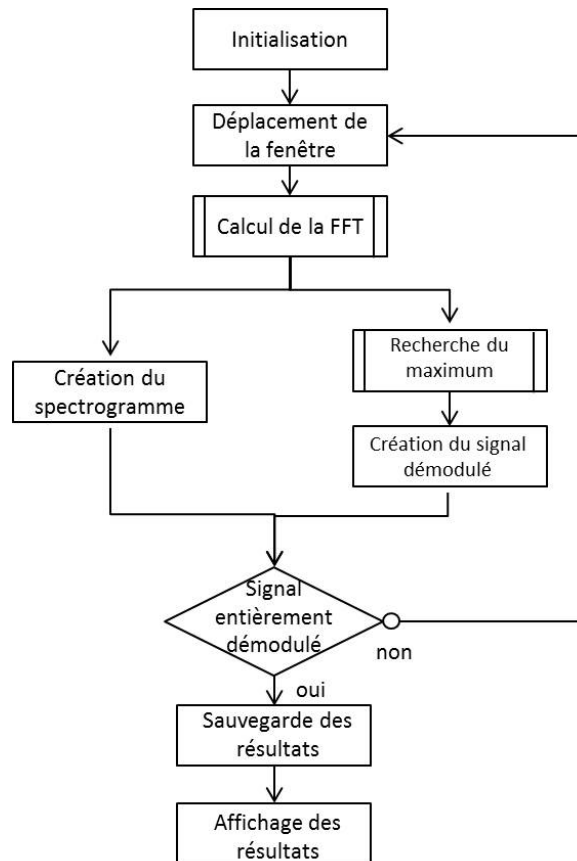 Initialisation
Déplacement de
la fenêtre
Calcul de la FFT
Création du
spectrogramme
Recherche du
maximum
Création du signal
démodulé
Signal
entièrement
démodulé
non
oui
Sauvegarde des
résultats
Affichage des
résultats